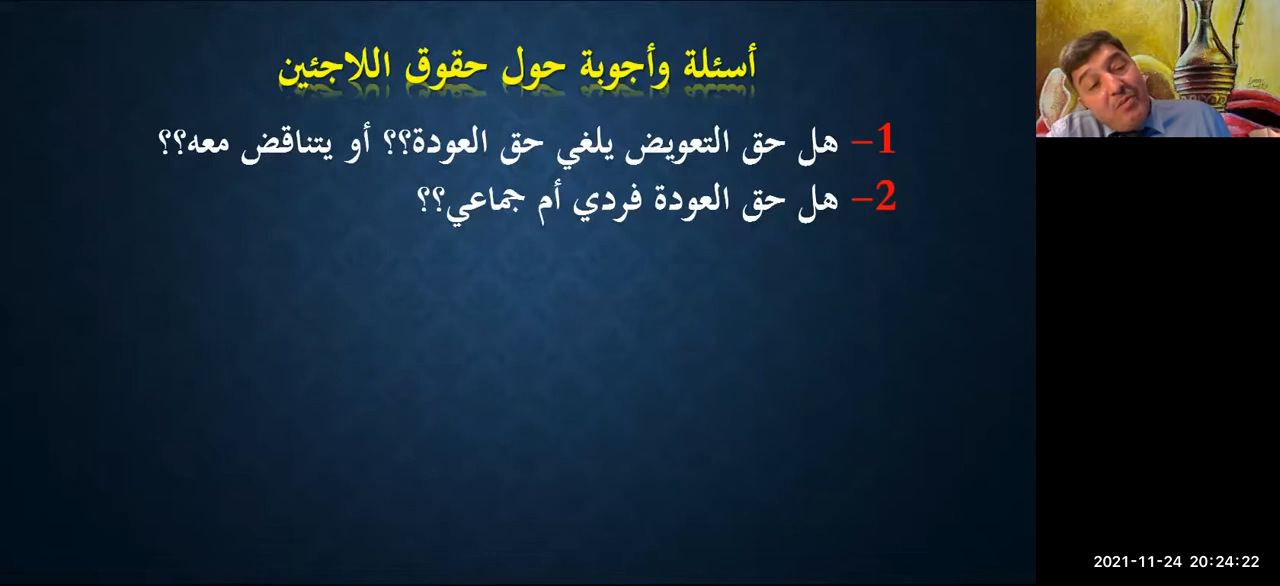 أسئلة وأجوبة حول حقوق اللاجئين
1- هل حق التعويض يلغي حق العودة؟؟ أو يتناقض معه؟؟
2- هل حق العودة فردي أم جماعي؟؟
2021-11-24 20:24:22